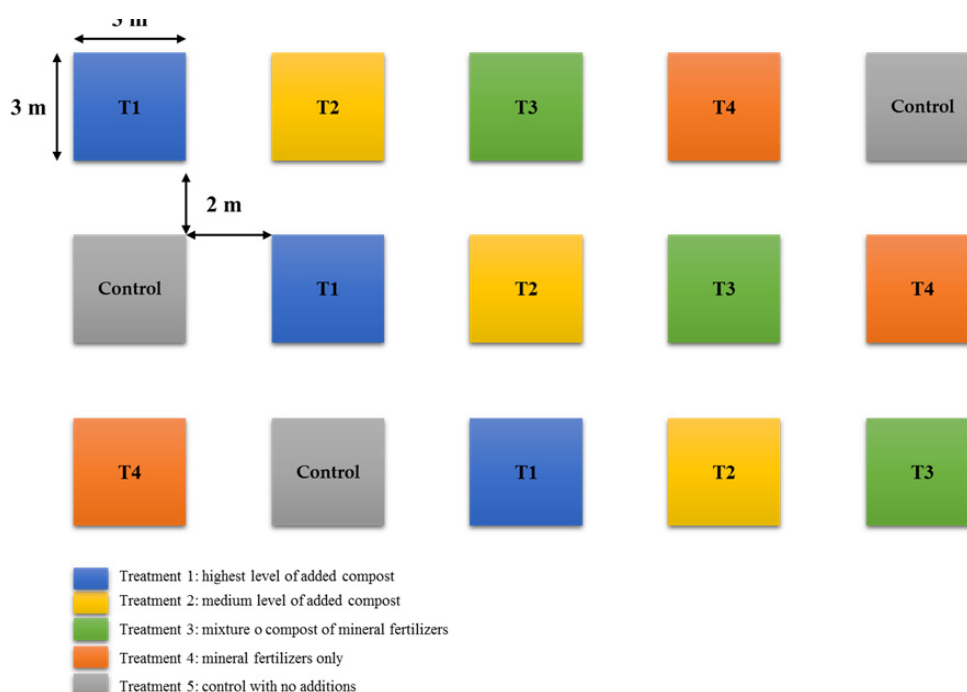 3 m
3 m
T1
T2
T3
T4
Control
2 m
Control
T1
T2
T3
T4
T4
Control
T1
T2
T3
Treatment 1: highest level of added compost
Treatment 2: medium level of added compost
Treatment 3: mixture o compost of mineral fertilizers
Treatment 4: mineral fertilizers only
Treatment 5: control with no additions